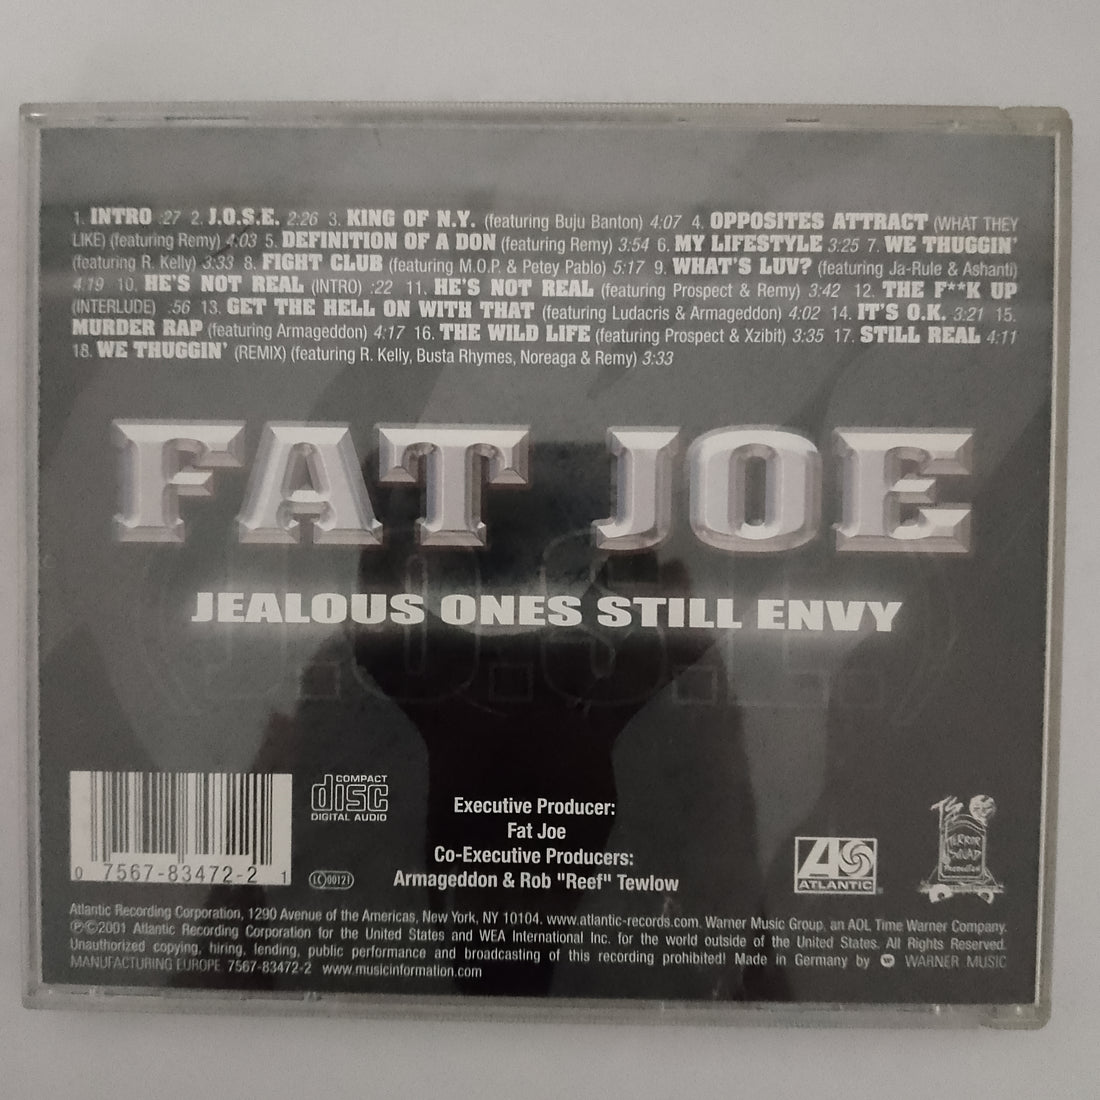 1. INTRO :27 2. J.O.S.E. 2:26 3. KING OF N.Y. (featuring Buju Banton) 4:07 4. OPPOSITES ATTRACT (WHAT THEY
LIKE) (featuring Remy) 4:03 5. DEFINITION OF A DON (featuring Remy) 3:54 6. MY LIFESTYLE 3:25 7. WE THUGGIN'
(featuring R. Kelly) 3:33 8. FIGHT CLUB (featuring M.O.P. & Petey Pablo) 5:17 9. WHAT'S LUV? (featuring Ja-Rule & Ashanti)
4:19 10. HE'S NOT REAL (INTRO) :22 11. HE'S NOT REAL (featuring Prospect & Remy) 3:42 12. THE F**K UP
(INTERLUDE) :56 13. GET THE HELL ON WITH THAT (featuring Ludacris & Armageddon) 4:02 14. IT'S O.K. 3:21 15.
MURDER RAP (featuring Armageddon) 4:17 16. THE WILD LIFE (featuring Prospect & Xzibit) 3:35 17. STILL REAL 4:11
18. WE THUGGIN' (REMIX) (featuring R. Kelly, Busta Rhymes, Noreaga & Remy) 3:33
FAT JOE
JEALOUS ONES STILL ENVY
J.O.S.E.
COMPACT
disc
DIGITAL AUDIO
Executive Producer:
Fat Joe
Co-Executive Producers:
Armageddon & Rob "Reef" Tewlow
0 7567-83472-2 1
LC 00121
A
ATLANTIC
TS
TERROR
SQUAD
Production
Atlantic Recording Corporation, 1290 Avenue of the Americas, New York, NY 10104. www.atlantic-records.com. Warner Music Group, an AOL Time Warner Company.
℗©2001 Atlantic Recording Corporation for the United States and WEA International Inc. for the world outside of the United States. All Rights Reserved.
Unauthorized copying, hiring, lending, public performance and broadcasting of this recording prohibited! Made in Germany by WARNER MUSIC
MANUFACTURING EUROPE 7567-83472-2 www.musicinformation.com